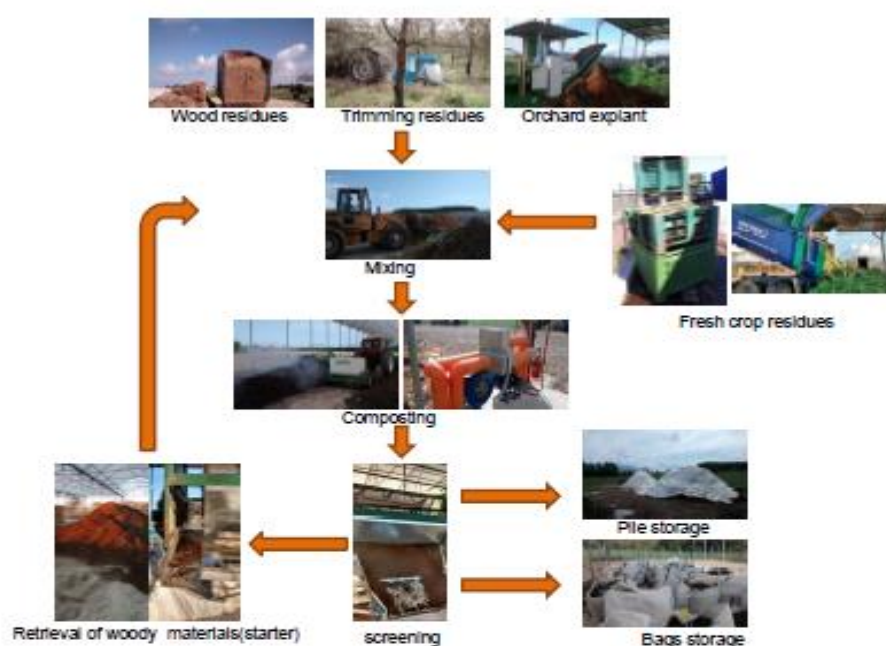 Wood residues
Trimming residues
Orchard explant
Mixing
Fresh crop residues
Composting
Pile storage
Retrieval of woody materials(starter)
screening
Bags storage